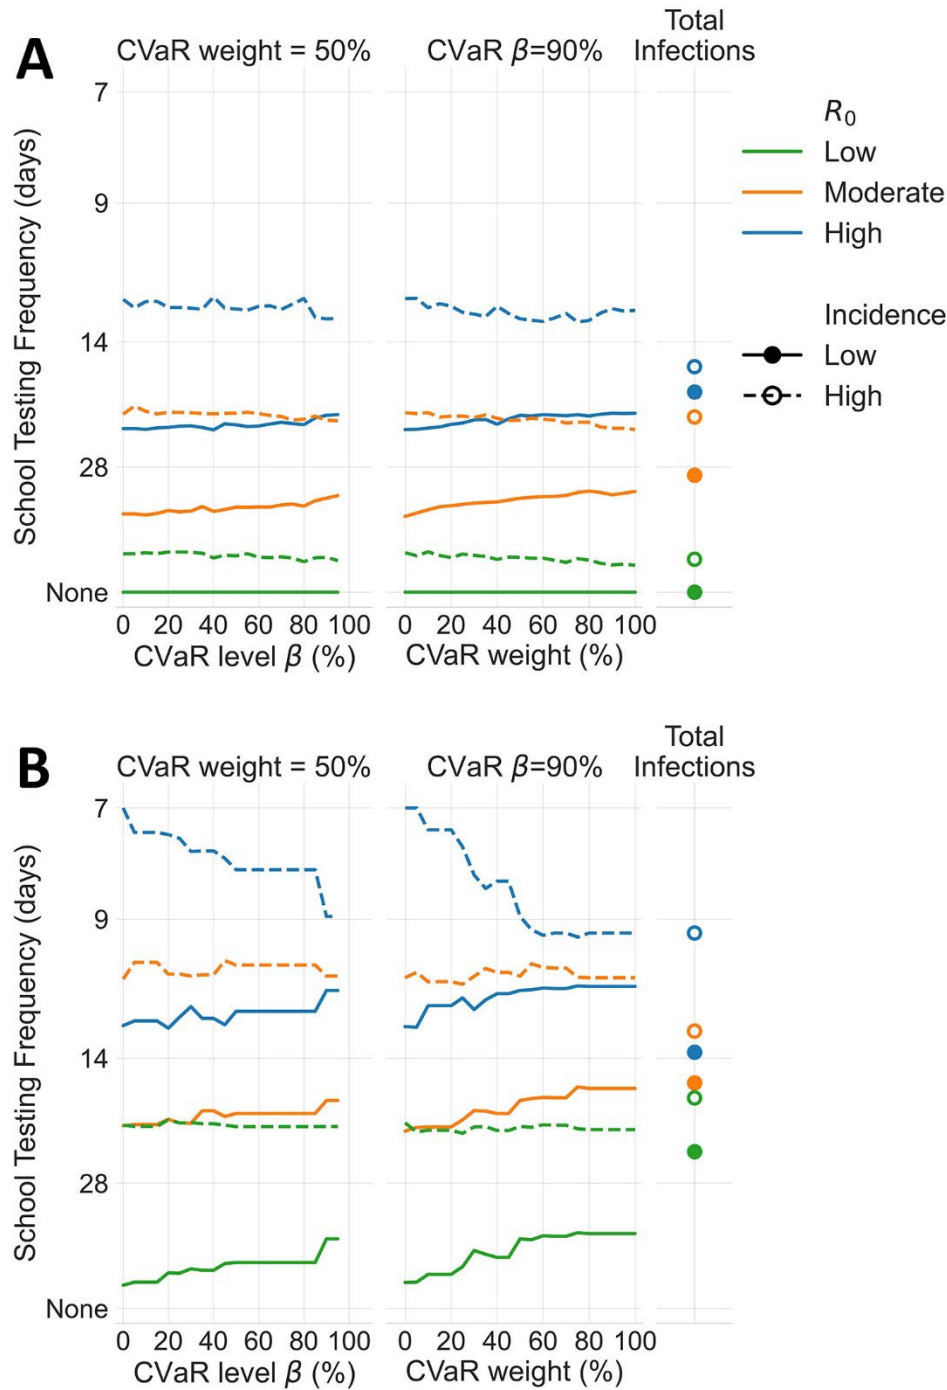 A
CVaR weight = 50%
CVaR β=90%
Total
Infections
School Testing Frequency (days)
7
9
14
28
None
0 20 40 60 80 100
0 20 40 60 80 100
CVaR level β (%)
CVaR weight (%)
R0
Low
Moderate
High
Incidence
Low
High
B
CVaR weight = 50%
CVaR β=90%
Total
Infections
School Testing Frequency (days)
7
9
14
28
None
0 20 40 60 80 100
0 20 40 60 80 100
CVaR level β (%)
CVaR weight (%)